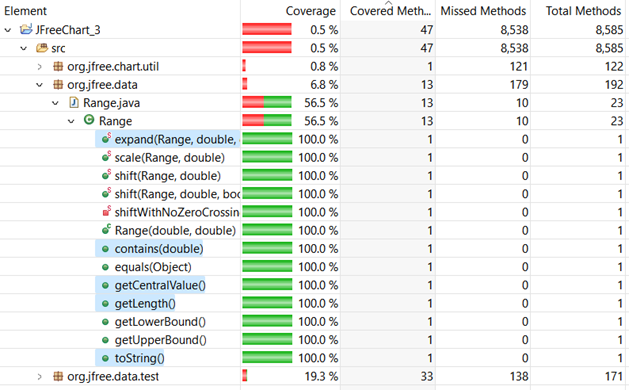 Element Coverage Covered Meth... Missed Methods Total Methods
JFreeChart_3 0.5 % 47 8,538 8,585
src 0.5 % 47 8,538 8,585
org.jfree.chart.util 0.8 % 1 121 122
org.jfree.data 6.8 % 13 179 192
Range.java 56.5 % 13 10 23
Range 56.5 % 13 10 23
expand(Range, double, 100.0 % 1 0 1
scale(Range, double) 100.0 % 1 0 1
shift(Range, double) 100.0 % 1 0 1
shift(Range, double, boo 100.0 % 1 0 1
shiftWithNoZeroCrossin 100.0 % 1 0 1
Range(double, double) 100.0 % 1 0 1
contains(double) 100.0 % 1 0 1
equals(Object) 100.0 % 1 0 1
getCentralValue() 100.0 % 1 0 1
getLength() 100.0 % 1 0 1
getLowerBound() 100.0 % 1 0 1
getUpperBound() 100.0 % 1 0 1
toString() 100.0 % 1 0 1
org.jfree.data.test 19.3 % 33 138 171